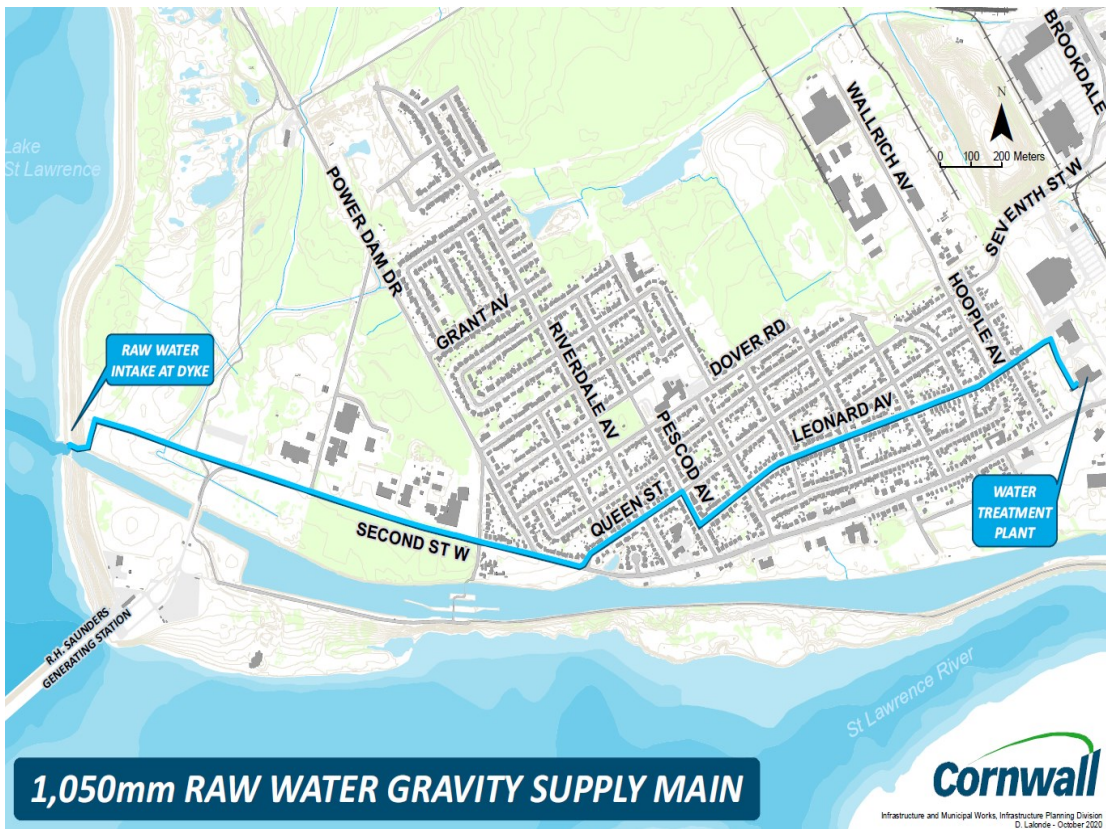 BROOKDALE
WALLRICH AV
N
0 100 200 Meters
Lake
St Lawrence
SEVENTH ST W
POWER DAM DR
HOOPLE AV
GRANT AV
RIVERDALE AV
DOVER RD
RAW WATER
INTAKE AT DYKE
PESCOD AV
LEONARD AV
QUEEN ST
WATER
TREATMENT
PLANT
SECOND ST W
R.H. SAUNDERS
GENERATING STATION
St Lawrence River
1,050mm RAW WATER GRAVITY SUPPLY MAIN
Cornwall
Infrastructure and Municipal Works, Infrastructure Planning Division
D. Lalonde - October 2020